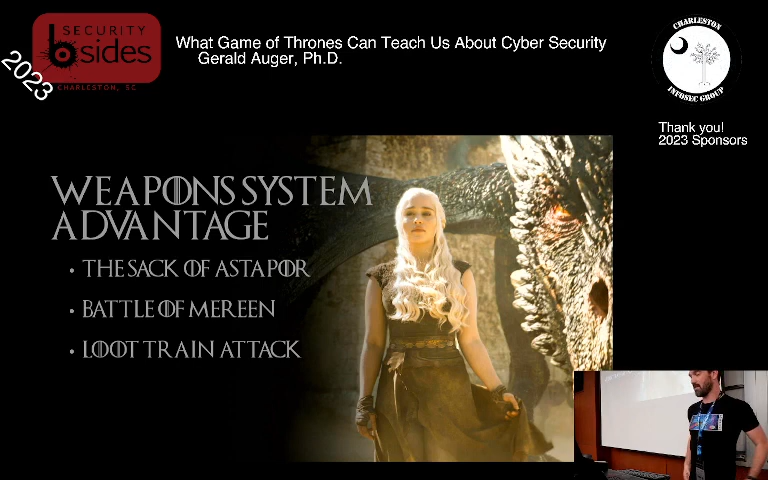 SECURITY
bsides
CHARLESTON, SC
2023
What Game of Thrones Can Teach Us About Cyber Security
Gerald Auger, Ph.D.
CHARLESTON
INFOSEC GROUP
Thank you!
2023 Sponsors
WEAPONS SYSTEM
ADVANTAGE
• THE SACK OF ASTAPOR
• BATTLE OF MEREEN
• LOOT TRAIN ATTACK